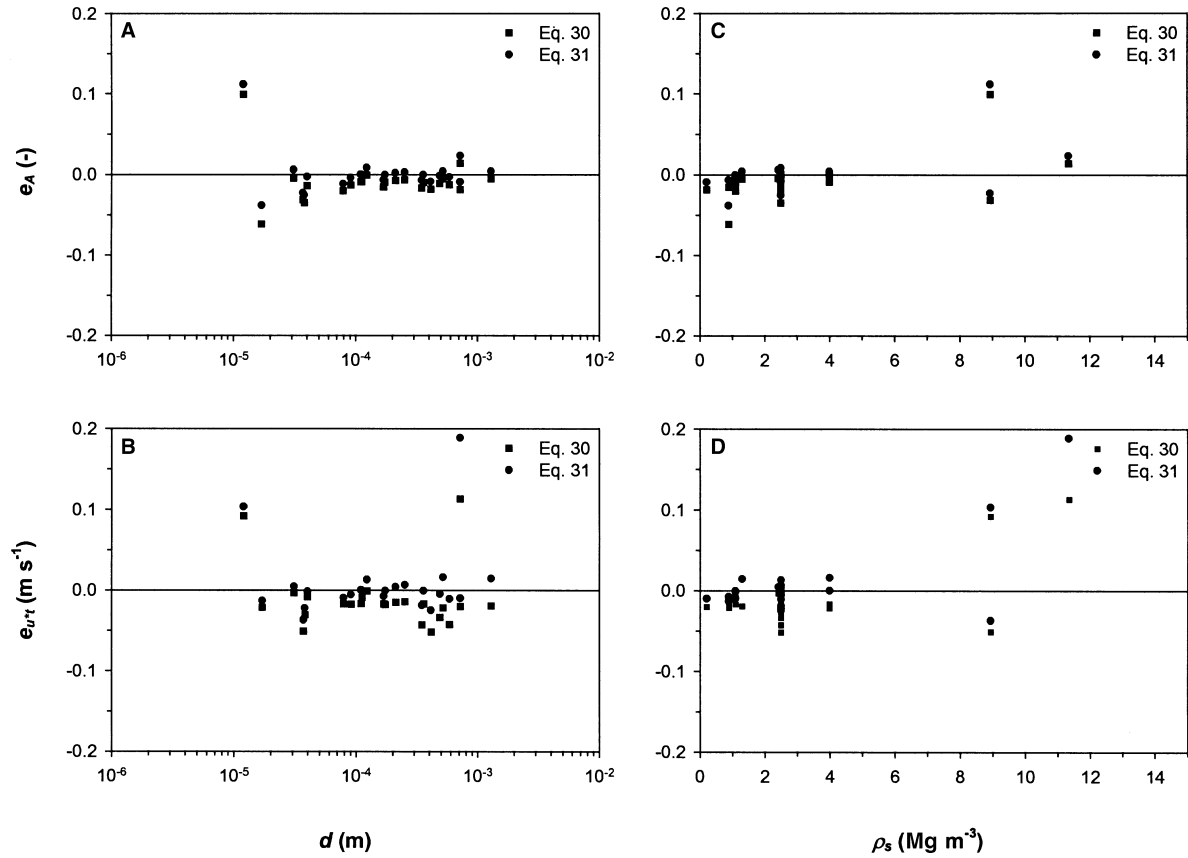 A
Eq. 30
Eq. 31
0.2
0.1
0.0
-0.1
-0.2
e_A (-)
10^-6
10^-5
10^-4
10^-3
10^-2
C
Eq. 30
Eq. 31
0.2
0.1
0.0
-0.1
-0.2
0
2
4
6
8
10
12
14
B
Eq. 30
Eq. 31
0.2
0.1
0.0
-0.1
-0.2
e_u*t (m s^-1)
10^-6
10^-5
10^-4
10^-3
10^-2
d (m)
D
Eq. 30
Eq. 31
0.2
0.1
0.0
-0.1
-0.2
0
2
4
6
8
10
12
14
ρ_s (Mg m^-3)